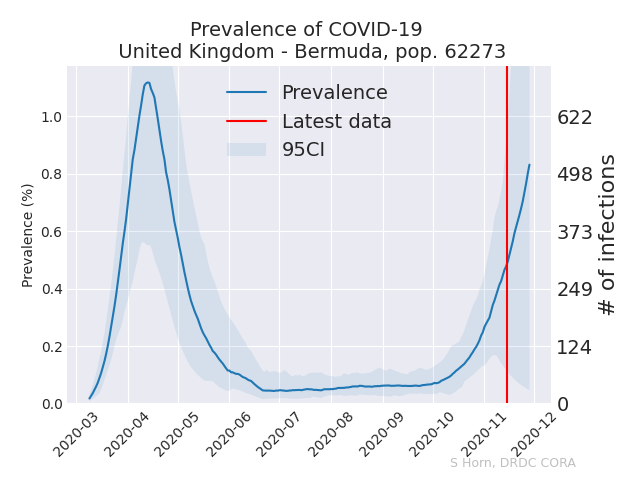 Prevalence of COVID-19
United Kingdom - Bermuda, pop. 62273
Prevalence
Latest data
95CI
Prevalence (%)
1.0
0.8
0.6
0.4
0.2
0.0
622
498
373
249
124
0
# of infections
2020-03
2020-04
2020-05
2020-06
2020-07
2020-08
2020-09
2020-10
2020-11
2020-12
S Horn, DRDC CORA